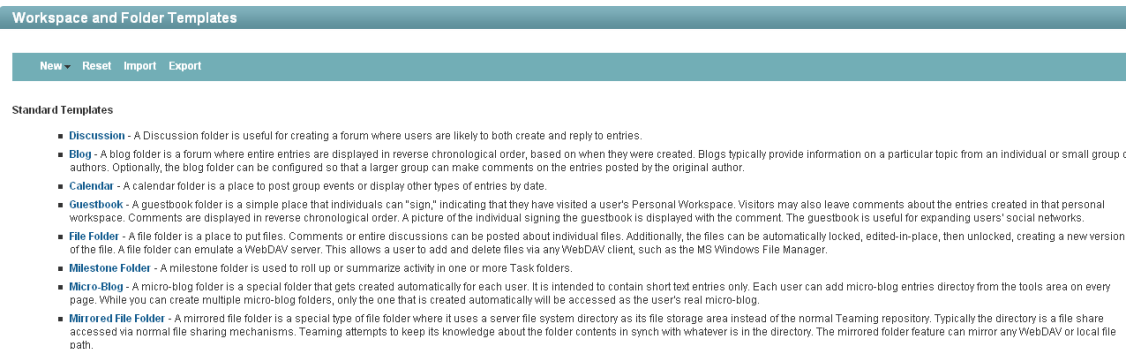 Workspace and Folder Templates
New Reset Import Export
Standard Templates
Discussion - A Discussion folder is useful for creating a forum where users are likely to both create and reply to entries.
Blog - A blog folder is a forum where entire entries are displayed in reverse chronological order, based on when they were created. Blogs typically provide information on a particular topic from an individual or small group
authors. Optionally, the blog folder can be configured so that a larger group can make comments on the entries posted by the original author.
Calendar - A calendar folder is a place to post group events or display other types of entries by date.
Guestbook - A guestbook folder is a simple place that individuals can "sign," indicating that they have visited a user's Personal Workspace. Visitors may also leave comments about the entries created in that personal
workspace. Comments are displayed in reverse chronological order. A picture of the individual signing the guestbook is displayed with the comment. The guestbook is useful for expanding users' social networks.
File Folder - A file folder is a place to put files. Comments or entire discussions can be posted about individual files. Additionally, the files can be automatically locked, edited-in-place, then unlocked, creating a new version
of the file. A file folder can emulate a WebDAV server. This allows a user to add and delete files via any WebDAV client, such as the MS Windows File Manager.
Milestone Folder - A milestone folder is used to roll up or summarize activity in one or more Task folders.
Micro-Blog - A micro-blog folder is a special folder that gets created automatically for each user. It is intended to contain short text entries only. Each user can add micro-blog entries directoy from the tools area on every
page. While you can create multiple micro-blog folders, only the one that is created automatically will be accessed as the user's real micro-blog.
Mirrored File Folder - A mirrored file folder is a special type of file folder where it uses a server file system directory as its file storage area instead of the normal Teaming repository. Typically the directory is a file share
accessed via normal file sharing mechanisms. Teaming attempts to keep its knowledge about the folder contents in synch with whatever is in the directory. The mirrored folder feature can mirror any WebDAV or local file
path.